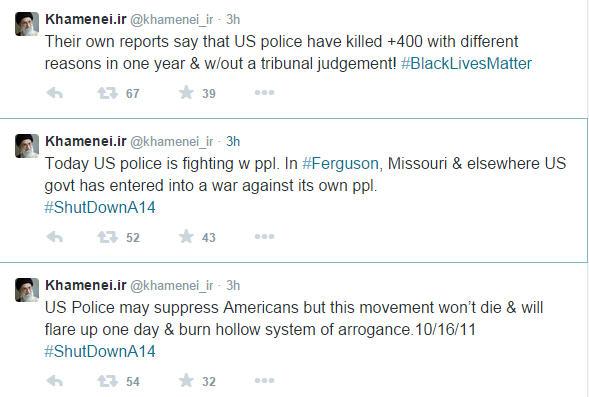 Khamenei.ir @khamenei_ir · 3h
Their own reports say that US police have killed +400 with different
reasons in one year & w/out a tribunal judgement! #BlackLivesMatter
67 39
Khamenei.ir @khamenei_ir · 3h
Today US police is fighting w ppl. In #Ferguson, Missouri & elsewhere US
govt has entered into a war against its own ppl.
#ShutDownA14
52 43
Khamenei.ir @khamenei_ir · 3h
US Police may suppress Americans but this movement won't die & will
flare up one day & burn hollow system of arrogance.10/16/11
#ShutDownA14
54 32